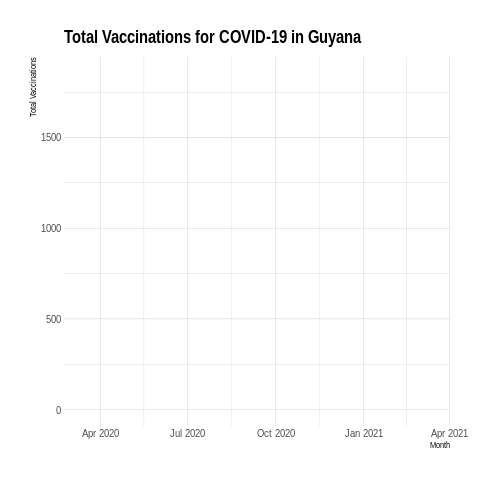 Total Vaccinations for COVID-19 in Guyana
Total Vaccinations
1500
1000
500
0
Apr 2020 Jul 2020 Oct 2020 Jan 2021 Apr 2021
Month